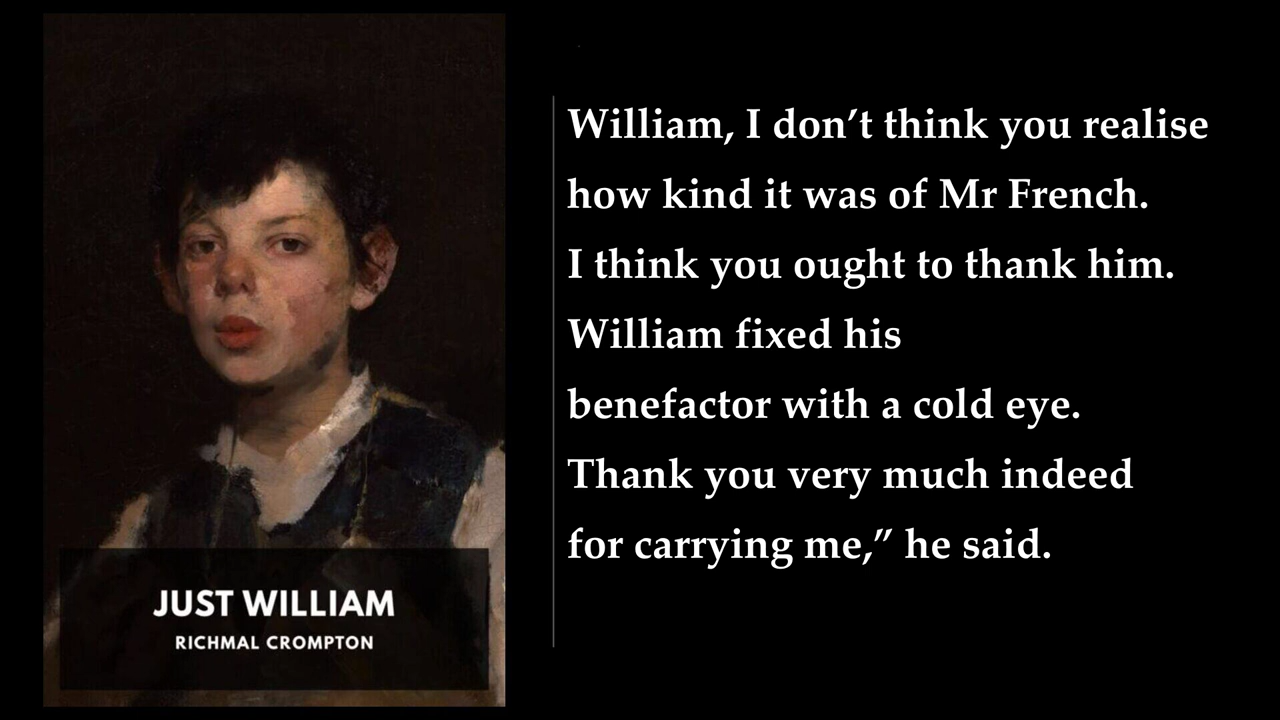 JUST WILLIAM
RICHMAL CROMPTON
William, I don’t think you realise
how kind it was of Mr French.
I think you ought to thank him.
William fixed his
benefactor with a cold eye.
Thank you very much indeed
for carrying me,” he said.